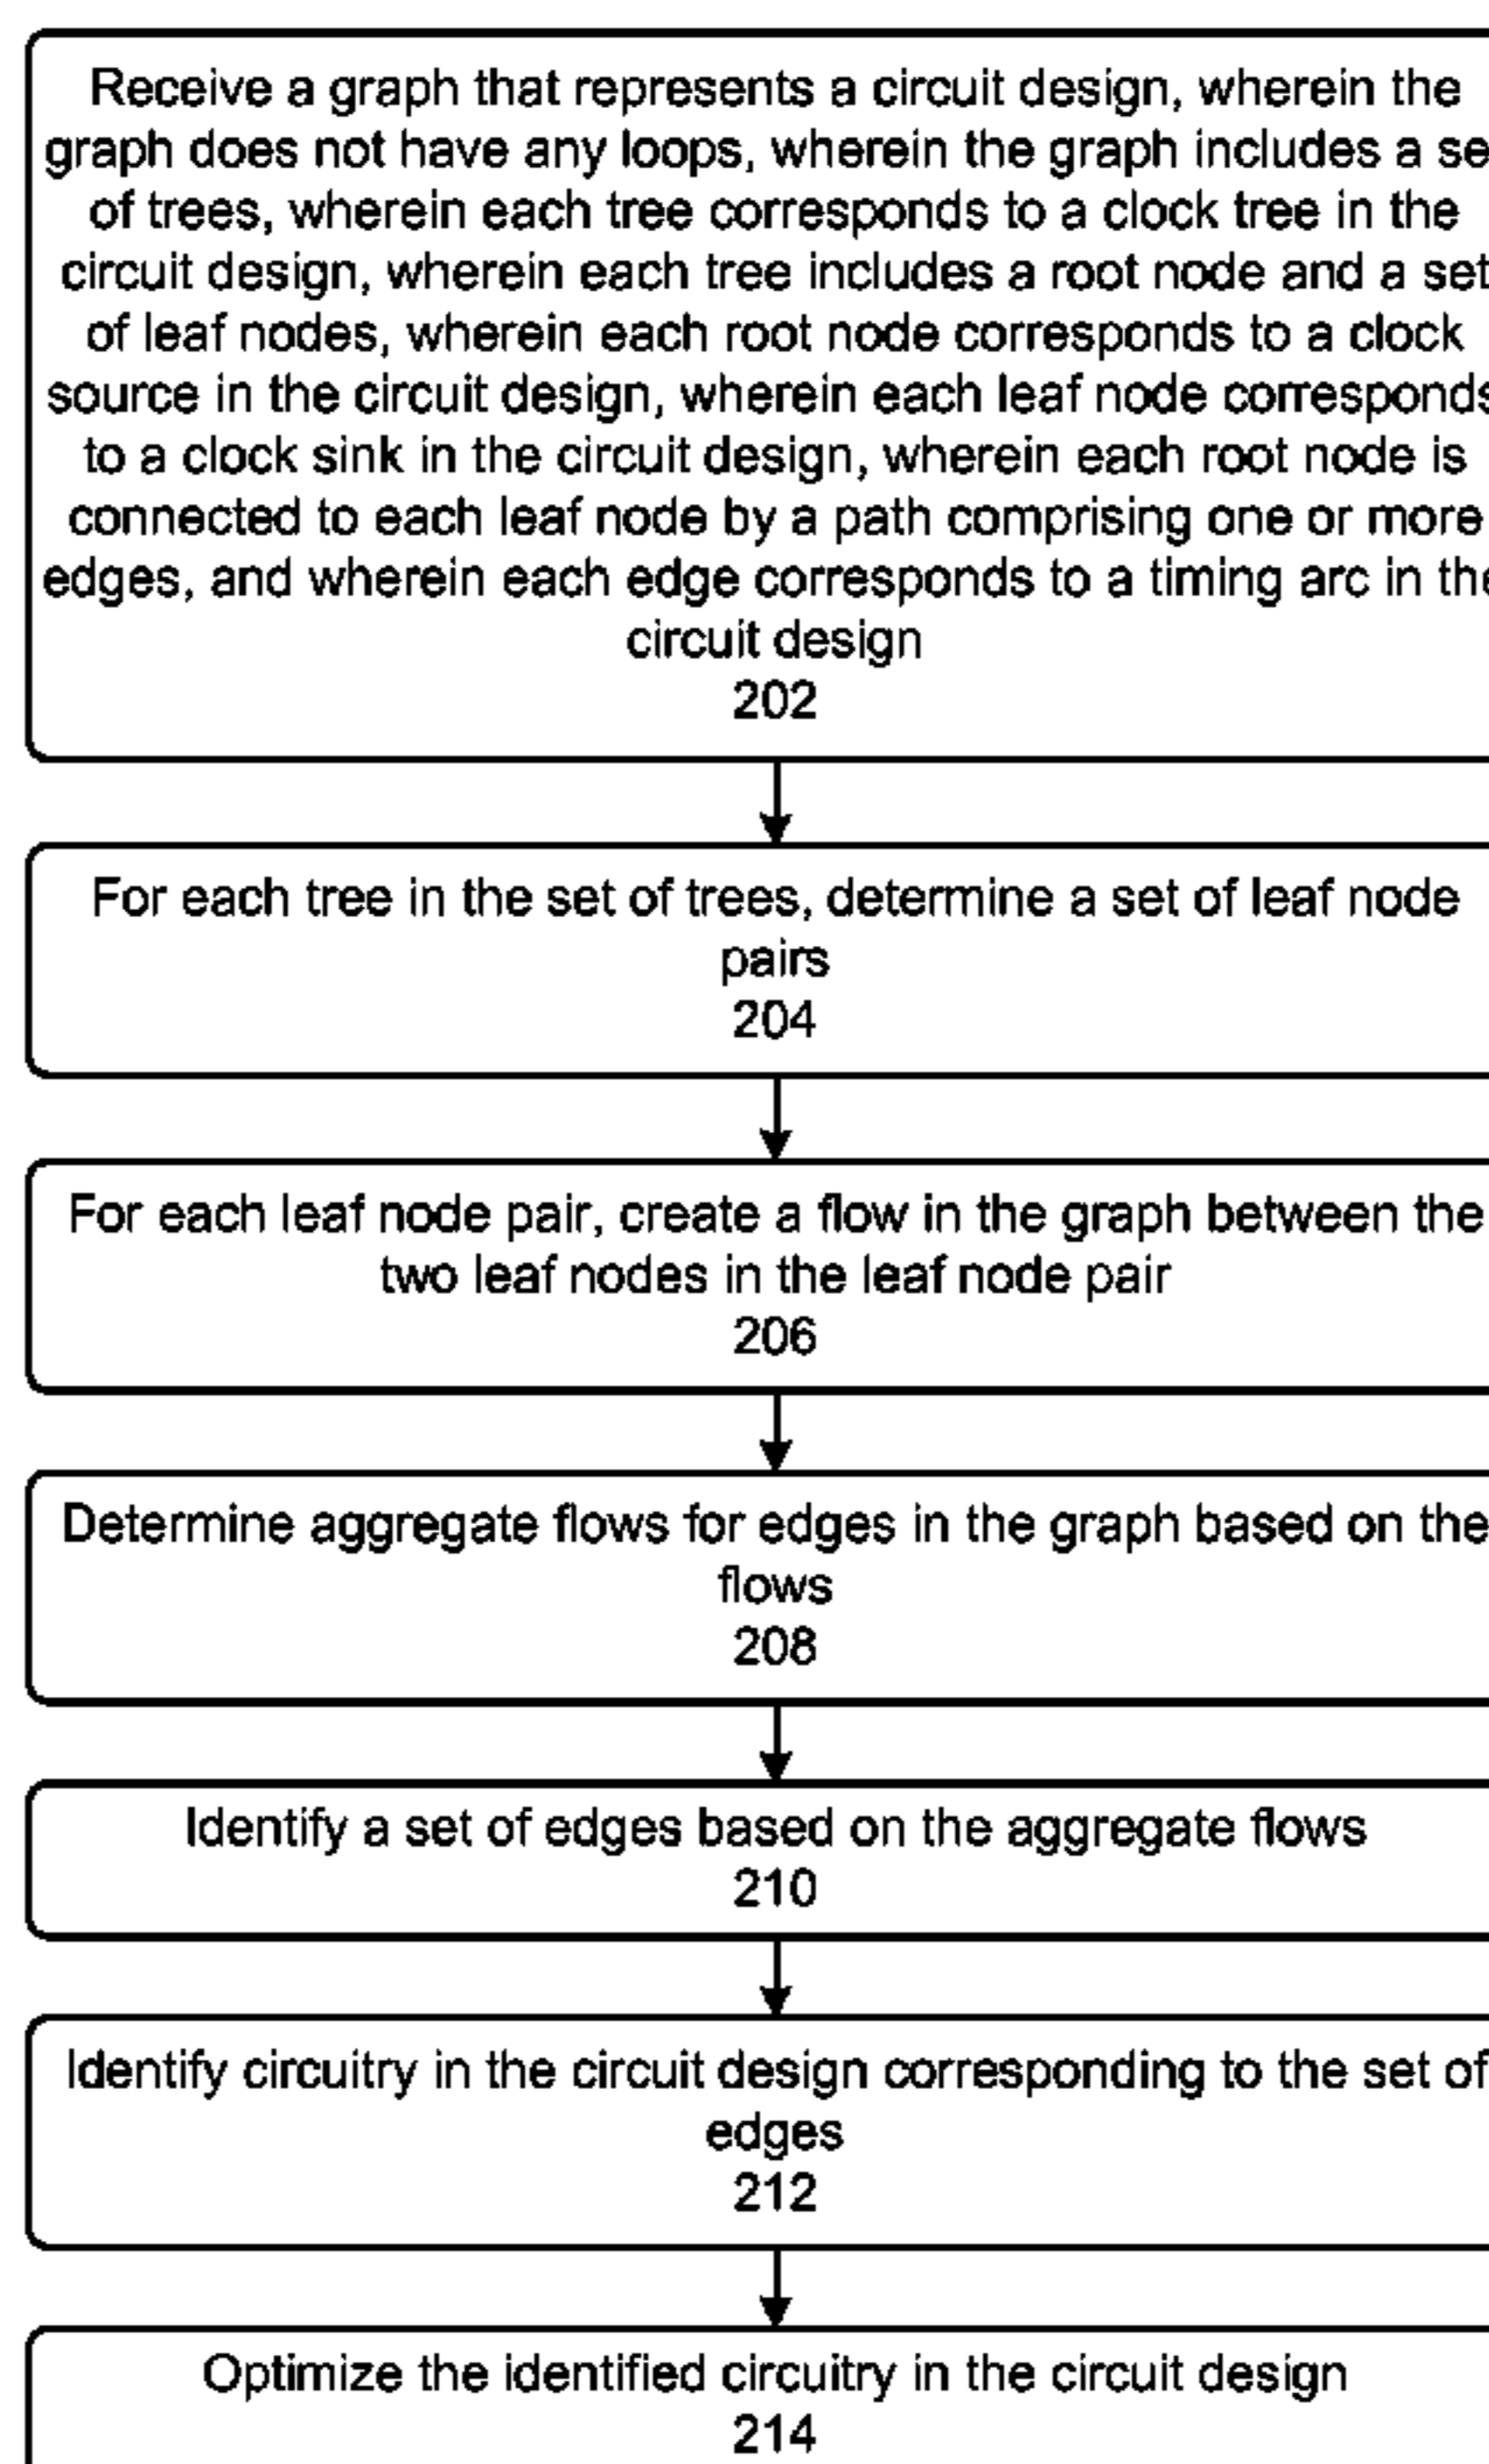 Receive a graph that represents a circuit design, wherein the
graph does not have any loops, wherein the graph includes a se
of trees, wherein each tree corresponds to a clock tree in the
circuit design, wherein each tree includes a root node and a set
of leaf nodes, wherein each root node corresponds to a clock
source in the circuit design, wherein each leaf node corresponds
to a clock sink in the circuit design, wherein each root node is
connected to each leaf node by a path comprising one or more
edges, and wherein each edge corresponds to a timing arc in the
circuit design
202
For each tree in the set of trees, determine a set of leaf node
pairs
204
For each leaf node pair, create a flow in the graph between the
two leaf nodes in the leaf node pair
206
Determine aggregate flows for edges in the graph based on the
flows
208
Identify a set of edges based on the aggregate flows
210
Identify circuitry in the circuit design corresponding to the set of
edges
212
Optimize the identified circuitry in the circuit design
214